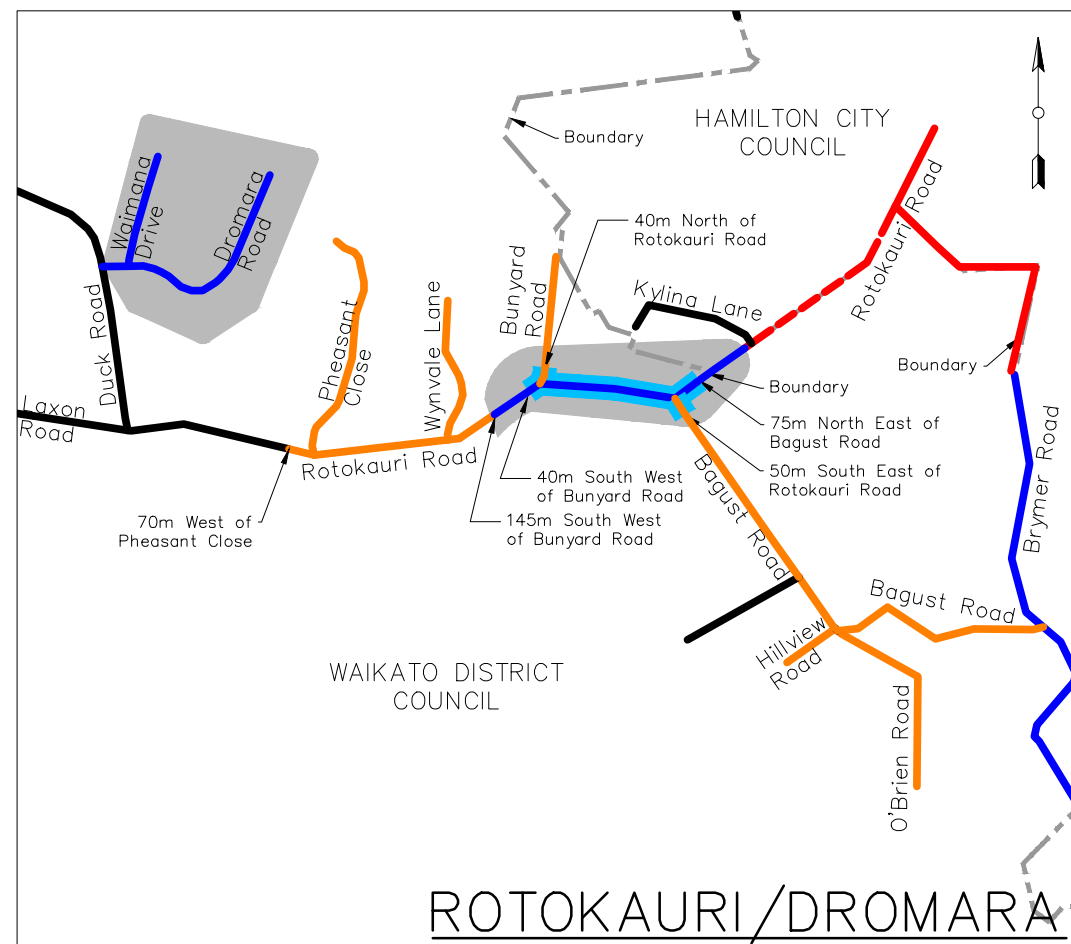 HAMILTON CITY
COUNCIL
Boundary
Waimana
Drive
Dromara
Road
40m North of
Rotokauri Road
Rotokauri Road
Duck Road
Pheasant
Close
Wynvale Lane
Bunyard
Road
Kylina Lane
Boundary
Boundary
Laxon
Road
Rotokauri Road
75m North East of
Bagust Road
50m South East of
Rotokauri Road
40m South West
of Bunyard Road
145m South West
of Bunyard Road
70m West of
Pheasant Close
Bagust Road
Brymer Road
Bagust Road
Hillview
Road
O'Brien Road
WAIKATO DISTRICT
COUNCIL
ROTOKAURI/DROMARA